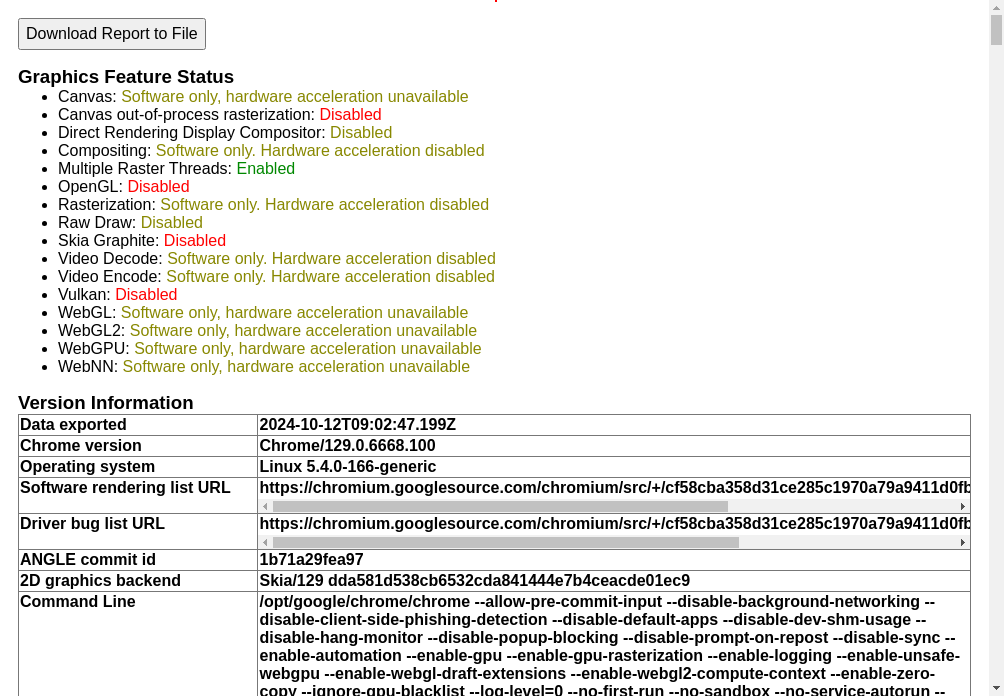 Download Report to File
Graphics Feature Status
Canvas: Software only, hardware acceleration unavailable
Canvas out-of-process rasterization: Disabled
Direct Rendering Display Compositor: Disabled
Compositing: Software only. Hardware acceleration disabled
Multiple Raster Threads: Enabled
OpenGL: Disabled
Rasterization: Software only. Hardware acceleration disabled
Raw Draw: Disabled
Skia Graphite: Disabled
Video Decode: Software only. Hardware acceleration disabled
Video Encode: Software only. Hardware acceleration disabled
Vulkan: Disabled
WebGL: Software only, hardware acceleration unavailable
WebGL2: Software only, hardware acceleration unavailable
WebGPU: Software only, hardware acceleration unavailable
WebNN: Software only, hardware acceleration unavailable
Version Information
Data exported 2024-10-12T09:02:47.199Z
Chrome version Chrome/129.0.6668.100
Operating system Linux 5.4.0-166-generic
Software rendering list URL https://chromium.googlesource.com/chromium/src/+/cf58cba358d31ce285c1970a79a9411d0fb
Driver bug list URL https://chromium.googlesource.com/chromium/src/+/cf58cba358d31ce285c1970a79a9411d0fb
ANGLE commit id 1b71a29fea97
2D graphics backend Skia/129 dda581d538cb6532cda841444e7b4ceacde01ec9
Command Line /opt/google/chrome/chrome --allow-pre-commit-input --disable-background-networking --
disable-client-side-phishing-detection --disable-default-apps --disable-dev-shm-usage --
disable-hang-monitor --disable-popup-blocking --disable-prompt-on-repost --disable-sync --
enable-automation --enable-gpu --enable-gpu-rasterization --enable-logging --enable-unsafe-
webgpu --enable-webgl-draft-extensions --enable-webgl2-compute-context --enable-zero-
copy --ignore-gpu-blacklist --log-level=0 --no-first-run --no-sandbox --no-service-autorun --